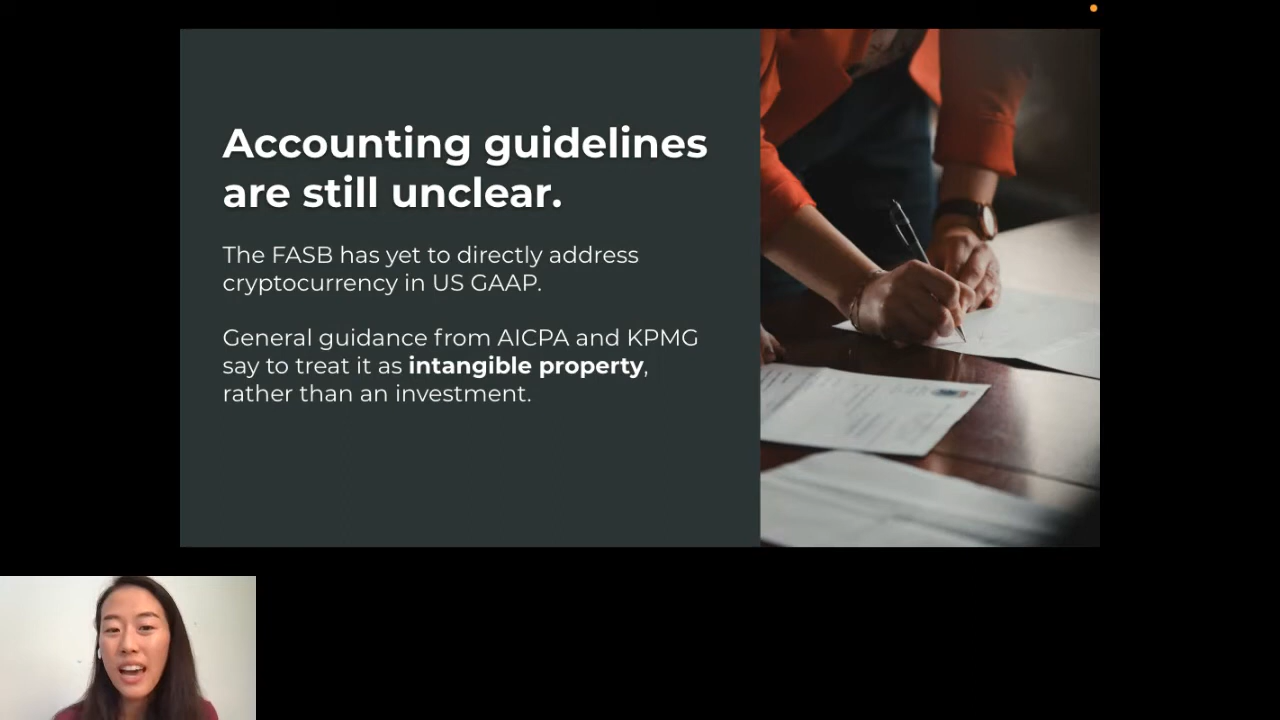 Accounting guidelines
are still unclear.
The FASB has yet to directly address
cryptocurrency in US GAAP.
General guidance from AICPA and KPMG
say to treat it as intangible property,
rather than an investment.